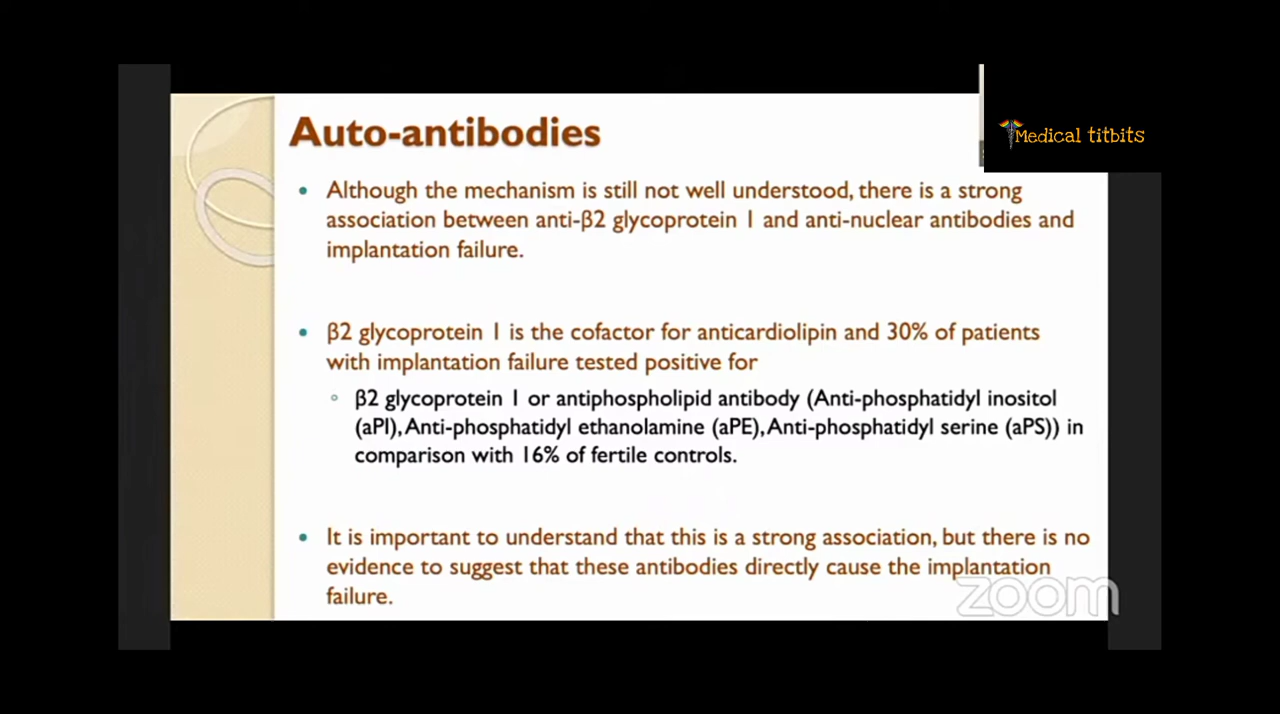 Auto-antibodies
Medical titbits
• Although the mechanism is still not well understood, there is a strong
association between anti-β2 glycoprotein 1 and anti-nuclear antibodies and
implantation failure.
• β2 glycoprotein 1 is the cofactor for anticardiolipin and 30% of patients
with implantation failure tested positive for
◦ β2 glycoprotein 1 or antiphospholipid antibody (Anti-phosphatidyl inositol
(aPI), Anti-phosphatidyl ethanolamine (aPE), Anti-phosphatidyl serine (aPS)) in
comparison with 16% of fertile controls.
• It is important to understand that this is a strong association, but there is no
evidence to suggest that these antibodies directly cause the implantation
failure.
zoom